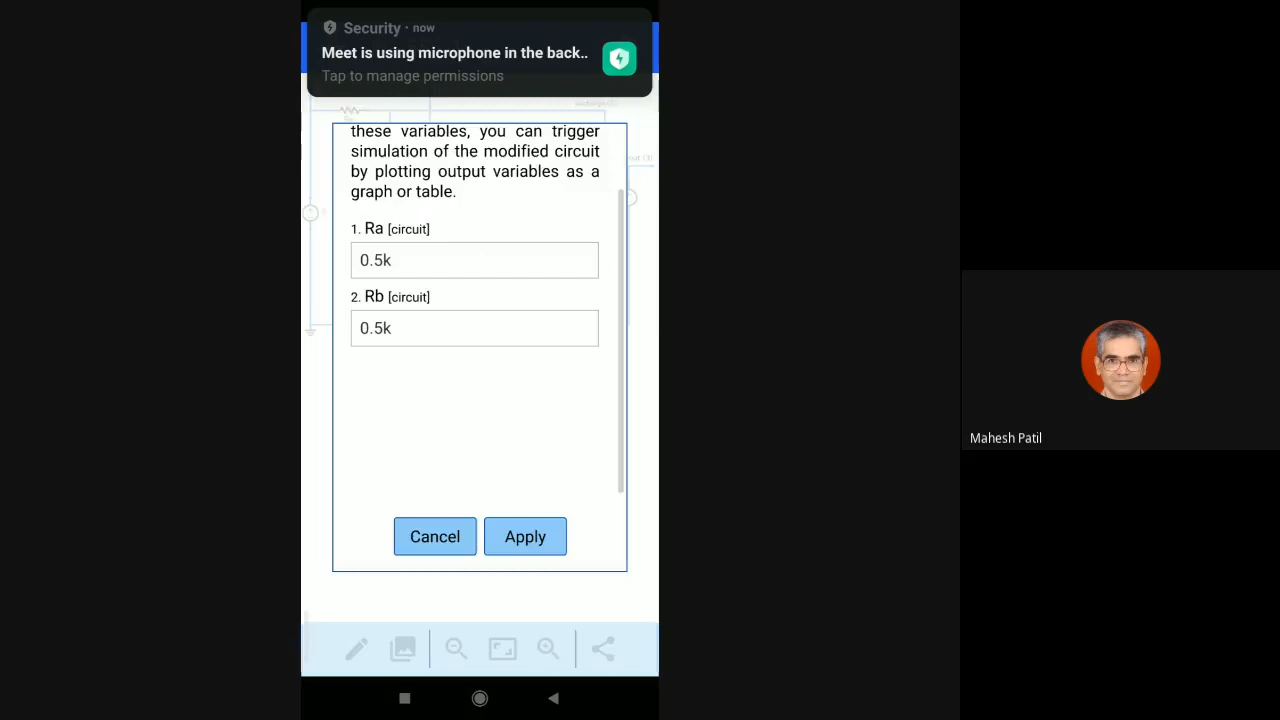 Security · now
Meet is using microphone in the back..
Tap to manage permissions
these variables, you can trigger
simulation of the modified circuit
by plotting output variables as a
graph or table.
1. Ra [circuit]
0.5k
2. Rb [circuit]
0.5k
Cancel Apply
Mahesh Patil